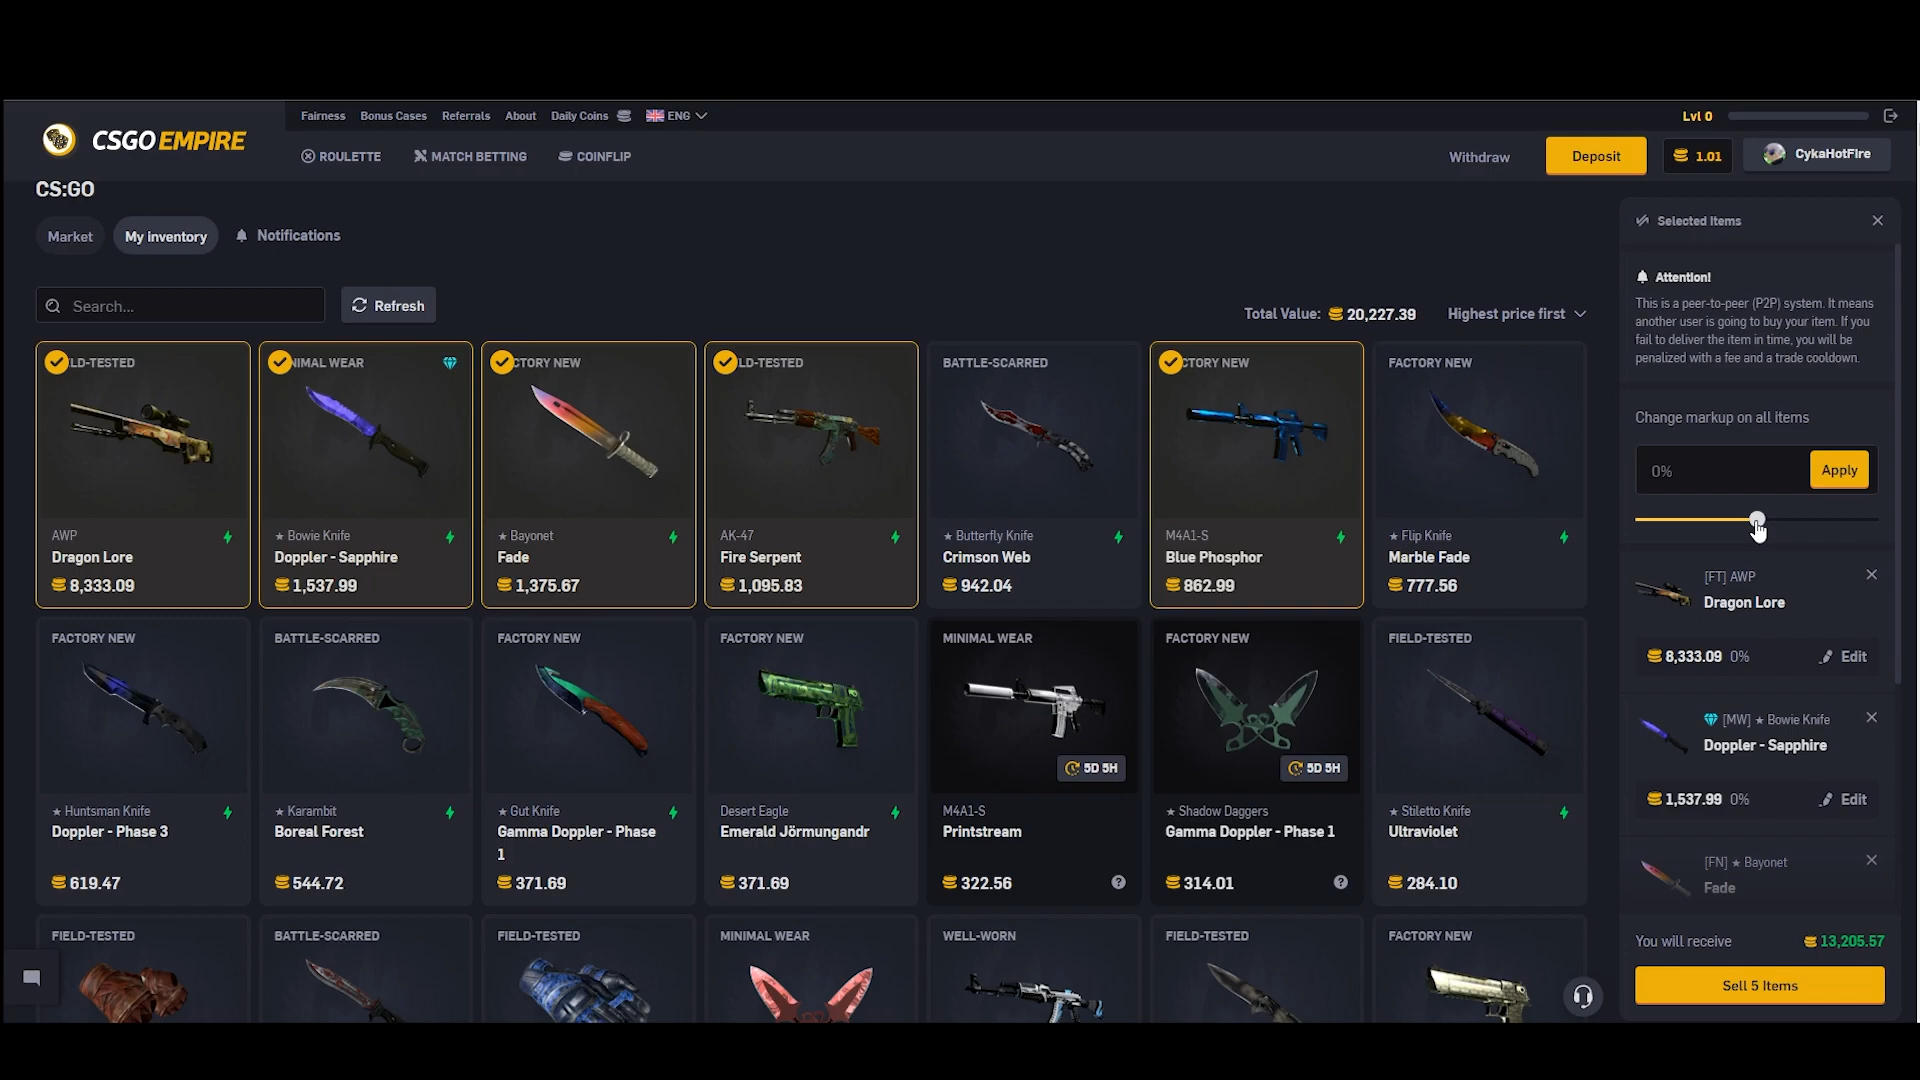 Fairness Bonus Cases Referrals About Daily Coins ENG
Lvl 0
CSGOEMPIRE
ROULETTE MATCH BETTING COINFLIP
Withdraw Deposit 1.01 CykaHotFire
CS:GO
Market My inventory Notifications
Search... Refresh
Total Value: 20,227.39 Highest price first
LD-TESTED
AWP
Dragon Lore
8,333.09
NIMAL WEAR
★ Bowie Knife
Doppler - Sapphire
1,537.99
CTORY NEW
★ Bayonet
Fade
1,375.67
LD-TESTED
AK-47
Fire Serpent
1,095.83
BATTLE-SCARRED
★ Butterfly Knife
Crimson Web
942.04
CTORY NEW
M4A1-S
Blue Phosphor
862.99
FACTORY NEW
★ Flip Knife
Marble Fade
777.56
FACTORY NEW
★ Huntsman Knife
Doppler - Phase 3
619.47
BATTLE-SCARRED
★ Karambit
Boreal Forest
544.72
FACTORY NEW
★ Gut Knife
Gamma Doppler - Phase
1
371.69
FACTORY NEW
Desert Eagle
Emerald Jörmungandr
371.69
MINIMAL WEAR
5D 5H
M4A1-S
Printstream
322.56
FACTORY NEW
5D 5H
★ Shadow Daggers
Gamma Doppler - Phase 1
314.01
FIELD-TESTED
★ Stiletto Knife
Ultraviolet
284.10
FIELD-TESTED
BATTLE-SCARRED
FIELD-TESTED
MINIMAL WEAR
WELL-WORN
FIELD-TESTED
FACTORY NEW
Selected Items
Attention!
This is a peer-to-peer (P2P) system. It means
another user is going to buy your item. If you
fail to deliver the item in time, you will be
penalized with a fee and a trade cooldown.
Change markup on all items
0% Apply
[FT] AWP
Dragon Lore
8,333.09 0% Edit
[MW] ★ Bowie Knife
Doppler - Sapphire
1,537.99 0% Edit
[FN] ★ Bayonet
Fade
You will receive 13,205.57
Sell 5 Items